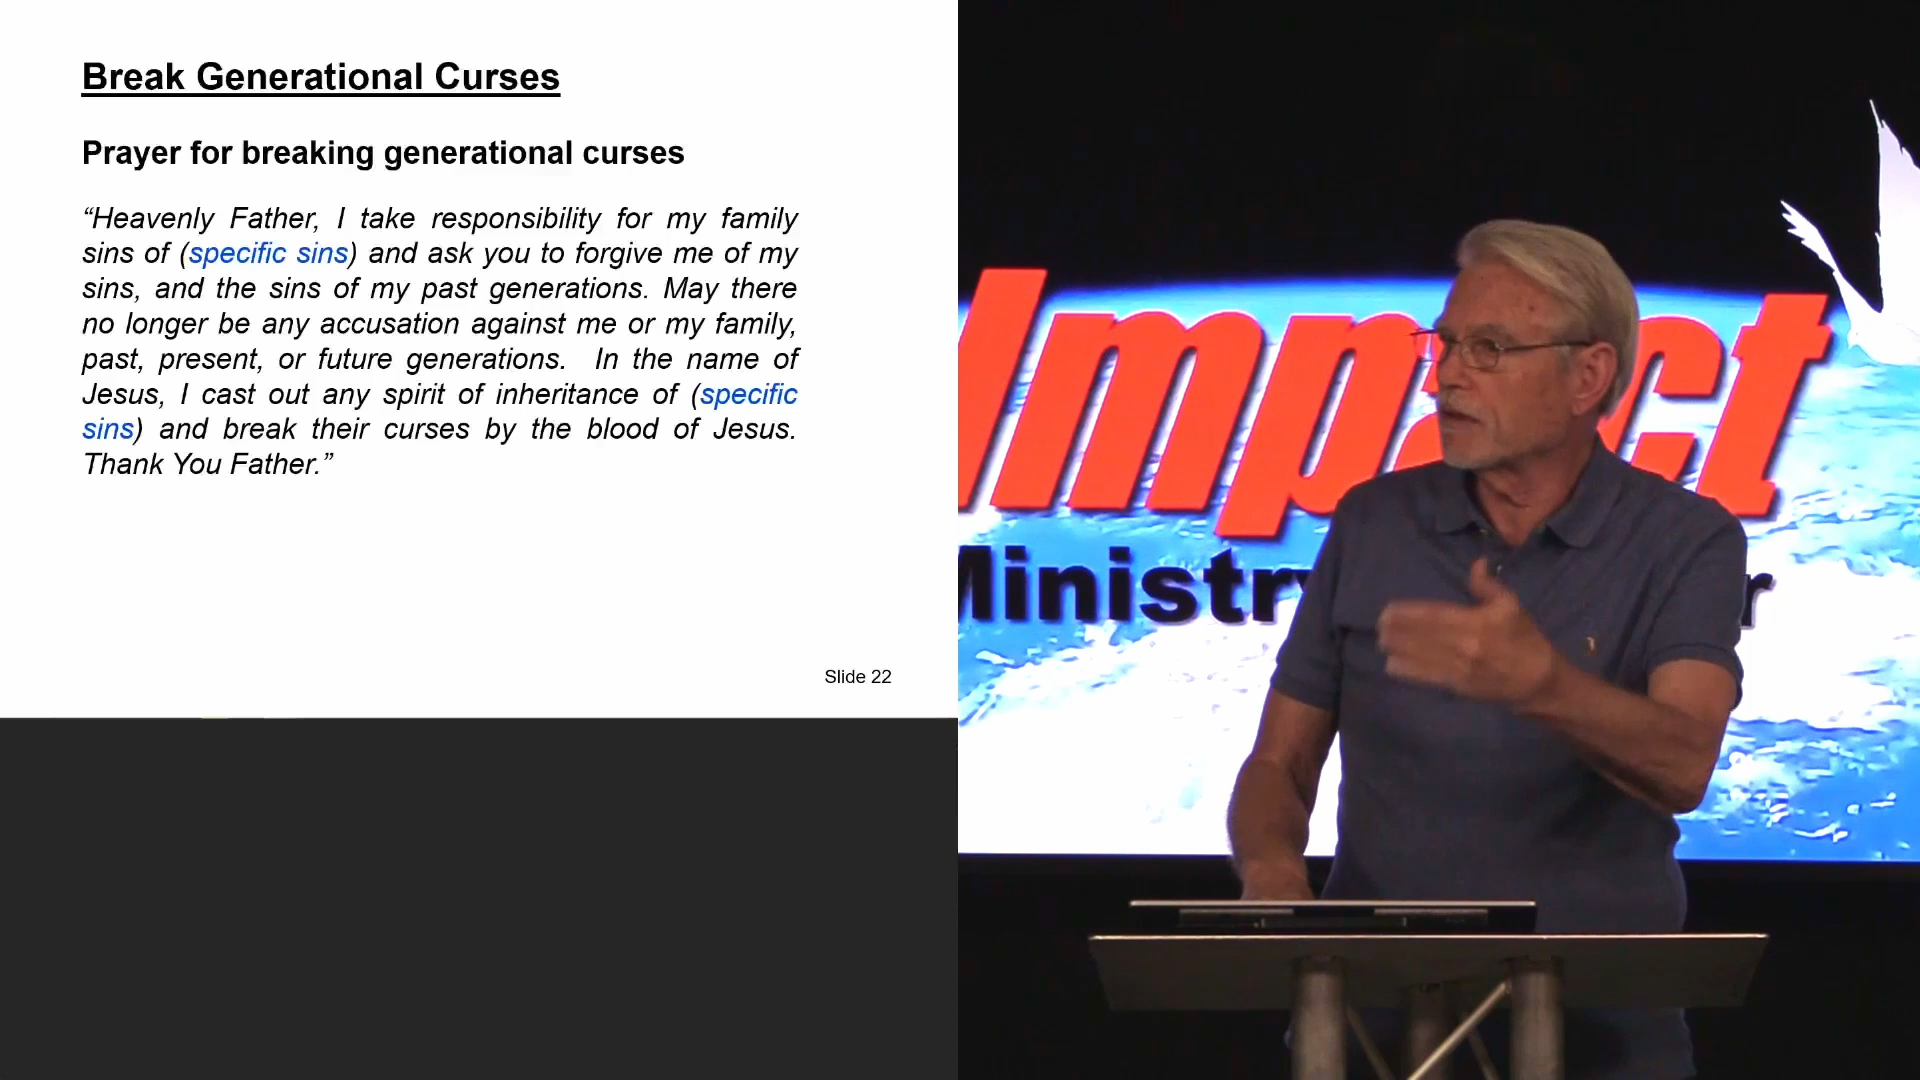 Break Generational Curses
Prayer for breaking generational curses
“Heavenly Father, I take responsibility for my family
sins of (specific sins) and ask you to forgive me of my
sins, and the sins of my past generations. May there
no longer be any accusation against me or my family,
past, present, or future generations.  In the name of
Jesus, I cast out any spirit of inheritance of (specific
sins) and break their curses by the blood of Jesus.
Thank You Father.”
Slide 22
Impact
Ministry